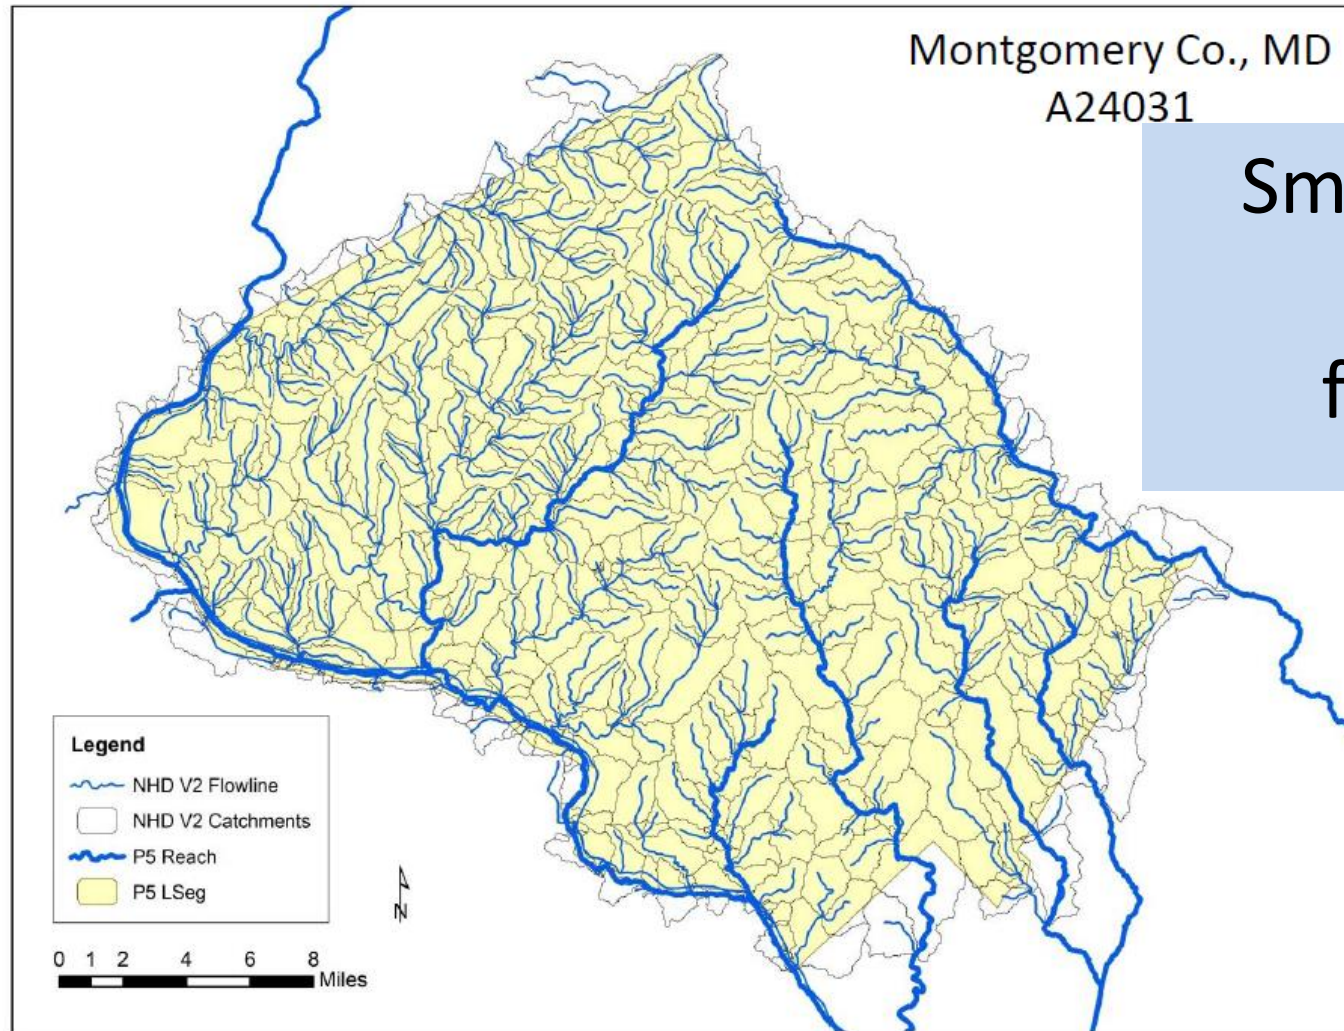 Montgomery Co., MD
A24031
Sm
f
Legend
NHD V2 Flowline
NHD V2 Catchments
P5 Reach
P5 LSeg
N
0 1 2 4 6 8
Miles